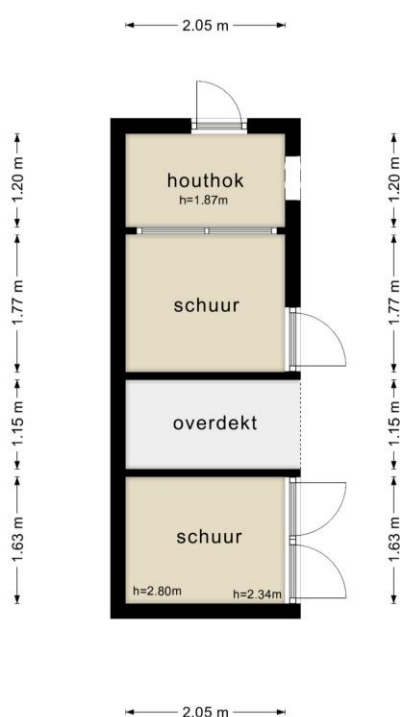 2.05 m
houthok
h=1.87m
1.20 m
1.20 m
schuur
1.77 m
1.77 m
overdekt
1.15 m
1.15 m
schuur
1.63 m
1.63 m
h=2.80m
h=2.34m
2.05 m